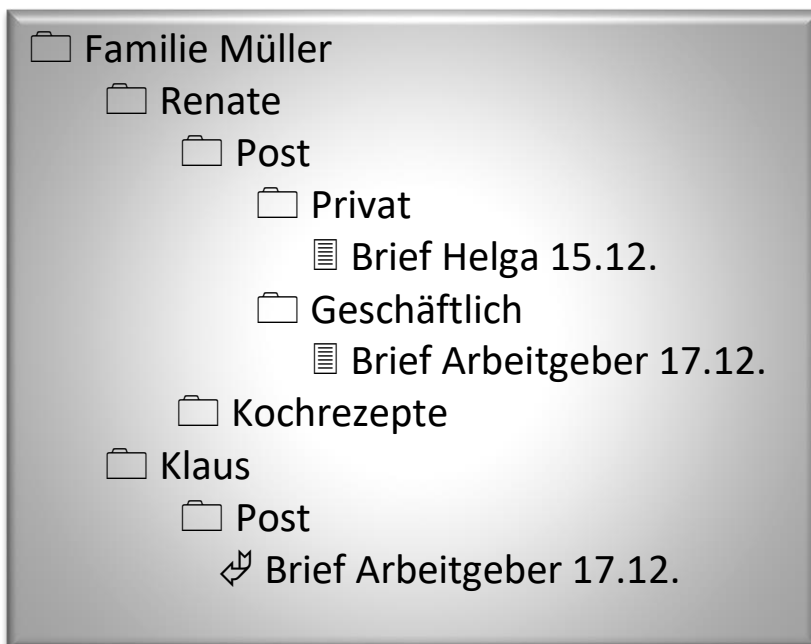 Familie Müller
Renate
Post
Privat
Brief Helga 15.12.
Geschäftlich
Brief Arbeitgeber 17.12.
Kochrezepte
Klaus
Post
Brief Arbeitgeber 17.12.